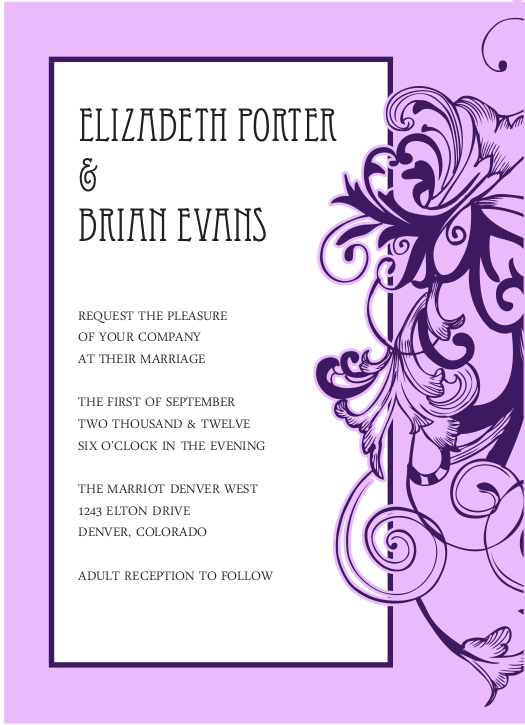 ELIZABETH PORTER
&
BRIAN EVANS
REQUEST THE PLEASURE
OF YOUR COMPANY
AT THEIR MARRIAGE
THE FIRST OF SEPTEMBER
TWO THOUSAND & TWELVE
SIX O'CLOCK IN THE EVENING
THE MARRIOT DENVER WEST
1243 ELTON DRIVE
DENVER, COLORADO
ADULT RECEPTION TO FOLLOW